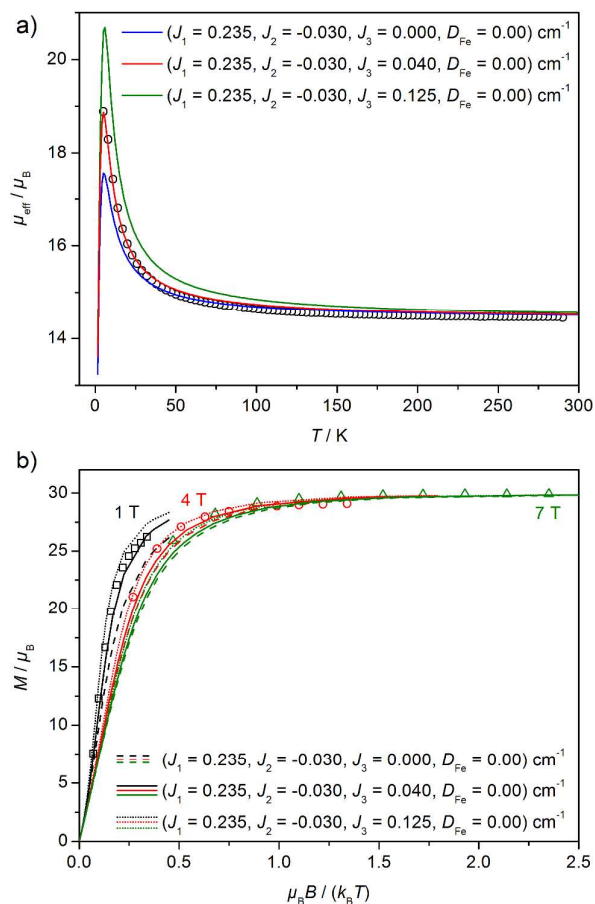 a)
20
18
16
14
μeff / μB
(J1 = 0.235, J2 = -0.030, J3 = 0.000, DFe = 0.00) cm-1
(J1 = 0.235, J2 = -0.030, J3 = 0.040, DFe = 0.00) cm-1
(J1 = 0.235, J2 = -0.030, J3 = 0.125, DFe = 0.00) cm-1
0 50 100 150 200 250 300
T / K
b)
35
30
25
20
15
10
5
0
M / μB
1 T
4 T
7 T
(J1 = 0.235, J2 = -0.030, J3 = 0.000, DFe = 0.00) cm-1
(J1 = 0.235, J2 = -0.030, J3 = 0.040, DFe = 0.00) cm-1
(J1 = 0.235, J2 = -0.030, J3 = 0.125, DFe = 0.00) cm-1
0.0 0.5 1.0 1.5 2.0 2.5
μBB / (kBT)